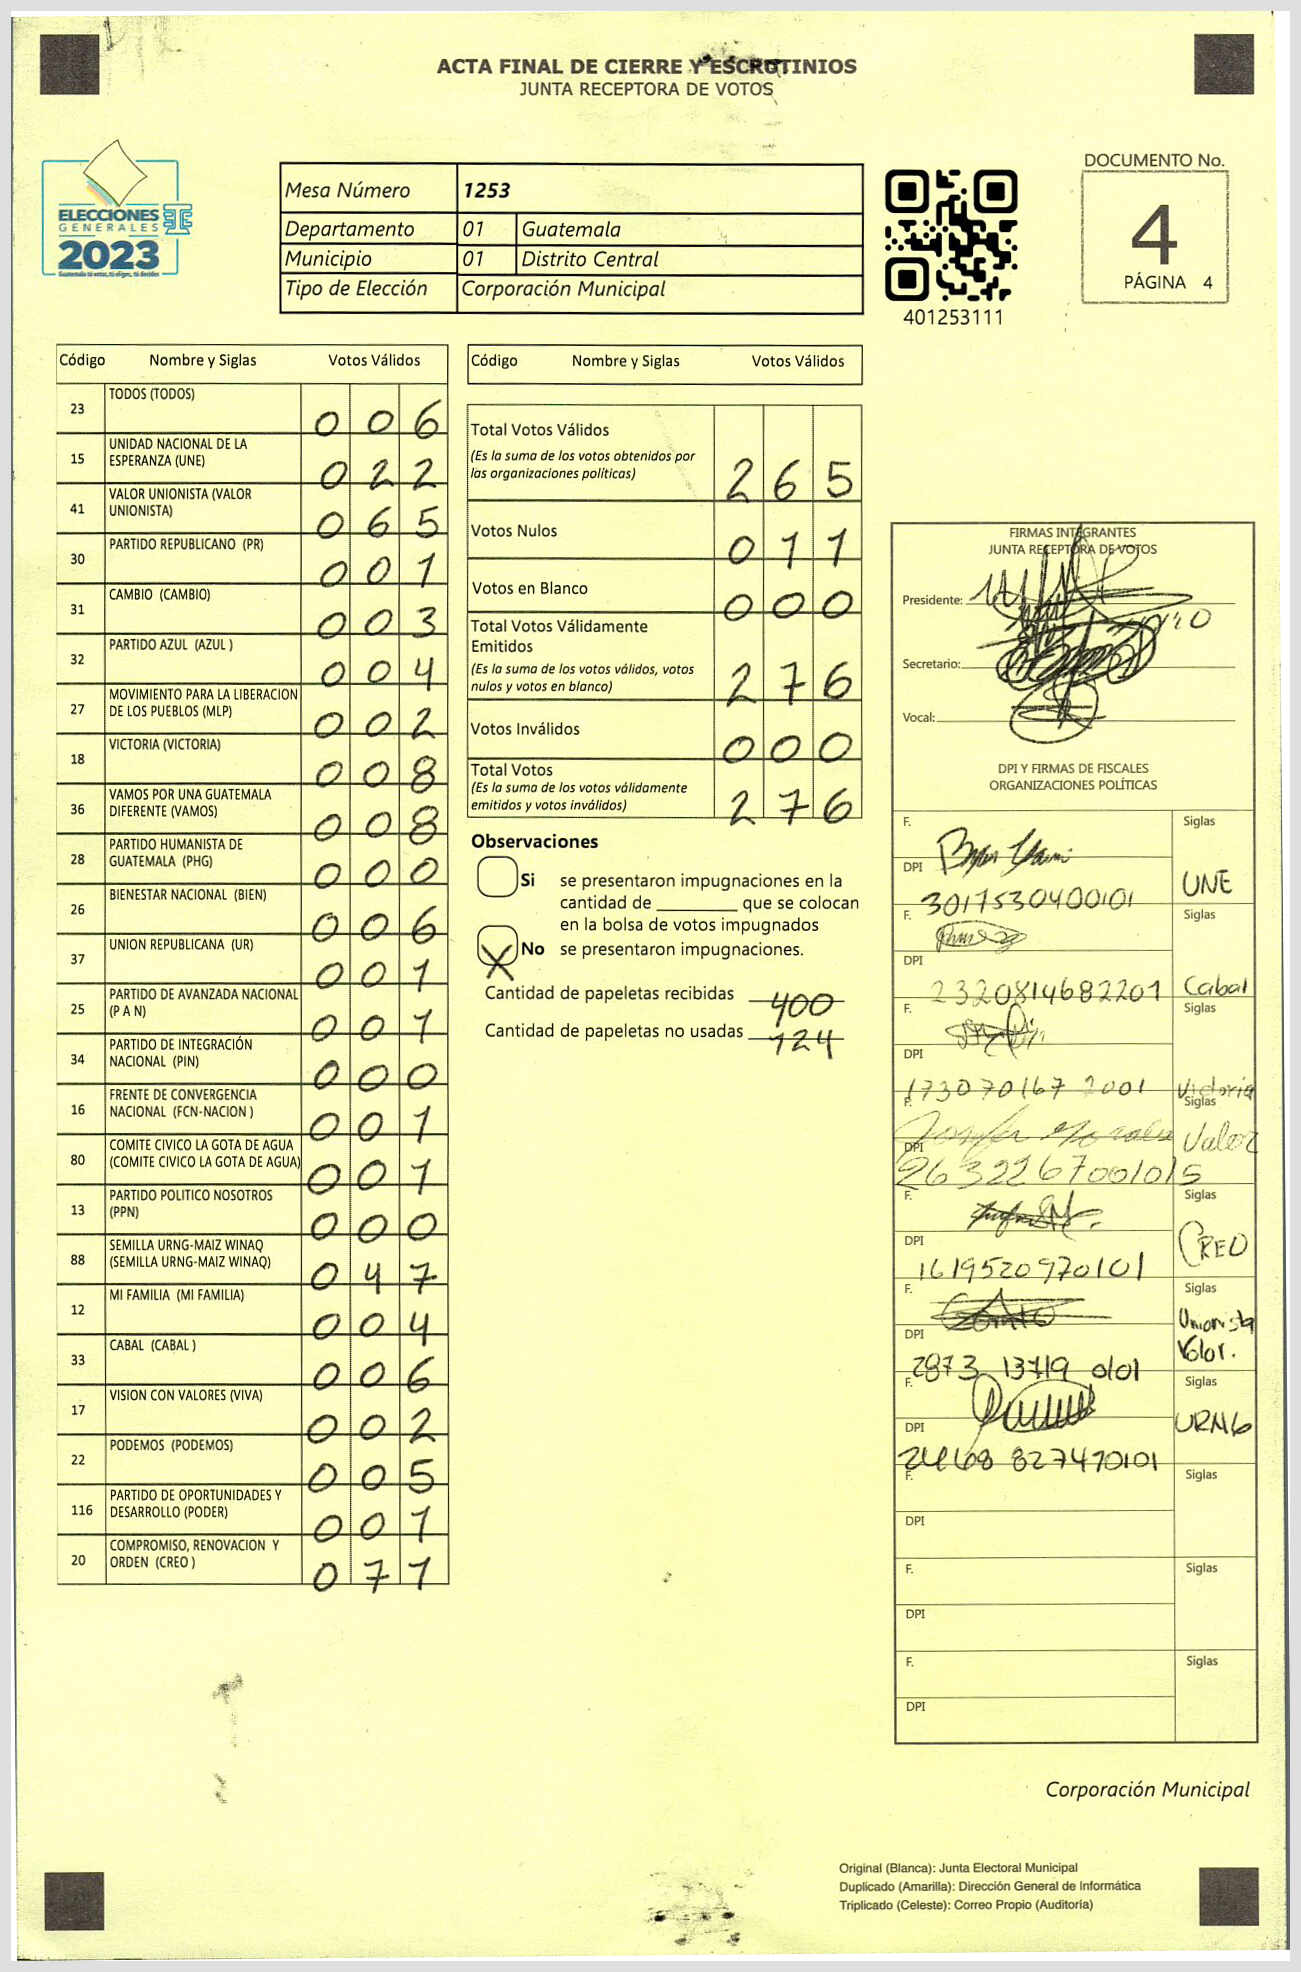 ACTA FINAL DE CIERRE Y ESCRUTINIOS
JUNTA RECEPTORA DE VOTOS
ELECCIONES
GENERALES
2023
Mesa Número 1253
Departamento 01 Guatemala
Municipio 01 Distrito Central
Tipo de Elección Corporación Municipal
401253111
DOCUMENTO No.
4
PÁGINA 4
Código Nombre y Siglas Votos Válidos
23 TODOS (TODOS) 0 0 6
15 UNIDAD NACIONAL DE LA
ESPERANZA (UNE) 0 2 2
41 VALOR UNIONISTA (VALOR
UNIONISTA) 0 6 5
30 PARTIDO REPUBLICANO (PR) 0 0 1
31 CAMBIO (CAMBIO) 0 0 3
32 PARTIDO AZUL (AZUL ) 0 0 4
27 MOVIMIENTO PARA LA LIBERACION
DE LOS PUEBLOS (MLP) 0 0 2
18 VICTORIA (VICTORIA) 0 0 8
36 VAMOS POR UNA GUATEMALA
DIFERENTE (VAMOS) 0 0 8
28 PARTIDO HUMANISTA DE
GUATEMALA (PHG) 0 0 0
26 BIENESTAR NACIONAL (BIEN) 0 0 6
37 UNION REPUBLICANA (UR) 0 0 1
25 PARTIDO DE AVANZADA NACIONAL
(P A N) 0 0 1
34 PARTIDO DE INTEGRACIÓN
NACIONAL (PIN) 0 0 0
16 FRENTE DE CONVERGENCIA
NACIONAL (FCN-NACION ) 0 0 1
80 COMITE CIVICO LA GOTA DE AGUA
(COMITE CIVICO LA GOTA DE AGUA) 0 0 1
13 PARTIDO POLITICO NOSOTROS
(PPN) 0 0 0
88 SEMILLA URNG-MAIZ WINAQ
(SEMILLA URNG-MAIZ WINAQ) 0 4 7
12 MI FAMILIA (MI FAMILIA) 0 0 4
33 CABAL (CABAL ) 0 0 6
17 VISION CON VALORES (VIVA) 0 0 2
22 PODEMOS (PODEMOS) 0 0 5
116 PARTIDO DE OPORTUNIDADES Y
DESARROLLO (PODER) 0 0 1
20 COMPROMISO, RENOVACION Y
ORDEN (CREO ) 0 7 1
Código Nombre y Siglas Votos Válidos
Total Votos Válidos
(Es la suma de los votos obtenidos por
las organizaciones políticas) 2 6 5
Votos Nulos 0 1 1
Votos en Blanco 0 0 0
Total Votos Válidamente
Emitidos
(Es la suma de los votos válidos, votos
nulos y votos en blanco) 2 7 6
Votos Inválidos 0 0 0
Total Votos
(Es la suma de los votos válidamente
emitidos y votos inválidos) 2 7 6
Observaciones
Si se presentaron impugnaciones en la
cantidad de ________ que se colocan
en la bolsa de votos impugnados
X No se presentaron impugnaciones.
Cantidad de papeletas recibidas 400
Cantidad de papeletas no usadas 124
FIRMAS INTEGRANTES
JUNTA RECEPTORA DE VOTOS
Presidente:
Secretario:
Vocal:
DPI Y FIRMAS DE FISCALES
ORGANIZACIONES POLÍTICAS
F. Siglas
DPI 3017530400101 UNE
F. Siglas
DPI 2320814682201 Cabal
F. Siglas
DPI 173070167 2001 Victoria
F. Siglas
DPI 2632267001015 Valor
F. Siglas
DPI 1619520970101 CREO
F. Siglas
DPI 2873 13719 0101 Unionista
Valor.
F. Siglas
DPI 2468 827470101 URNG
F. Siglas
DPI
F. Siglas
DPI
F. Siglas
DPI
Corporación Municipal
Original (Blanca): Junta Electoral Municipal
Duplicado (Amarilla): Dirección General de Informática
Triplicado (Celeste): Correo Propio (Auditoría)